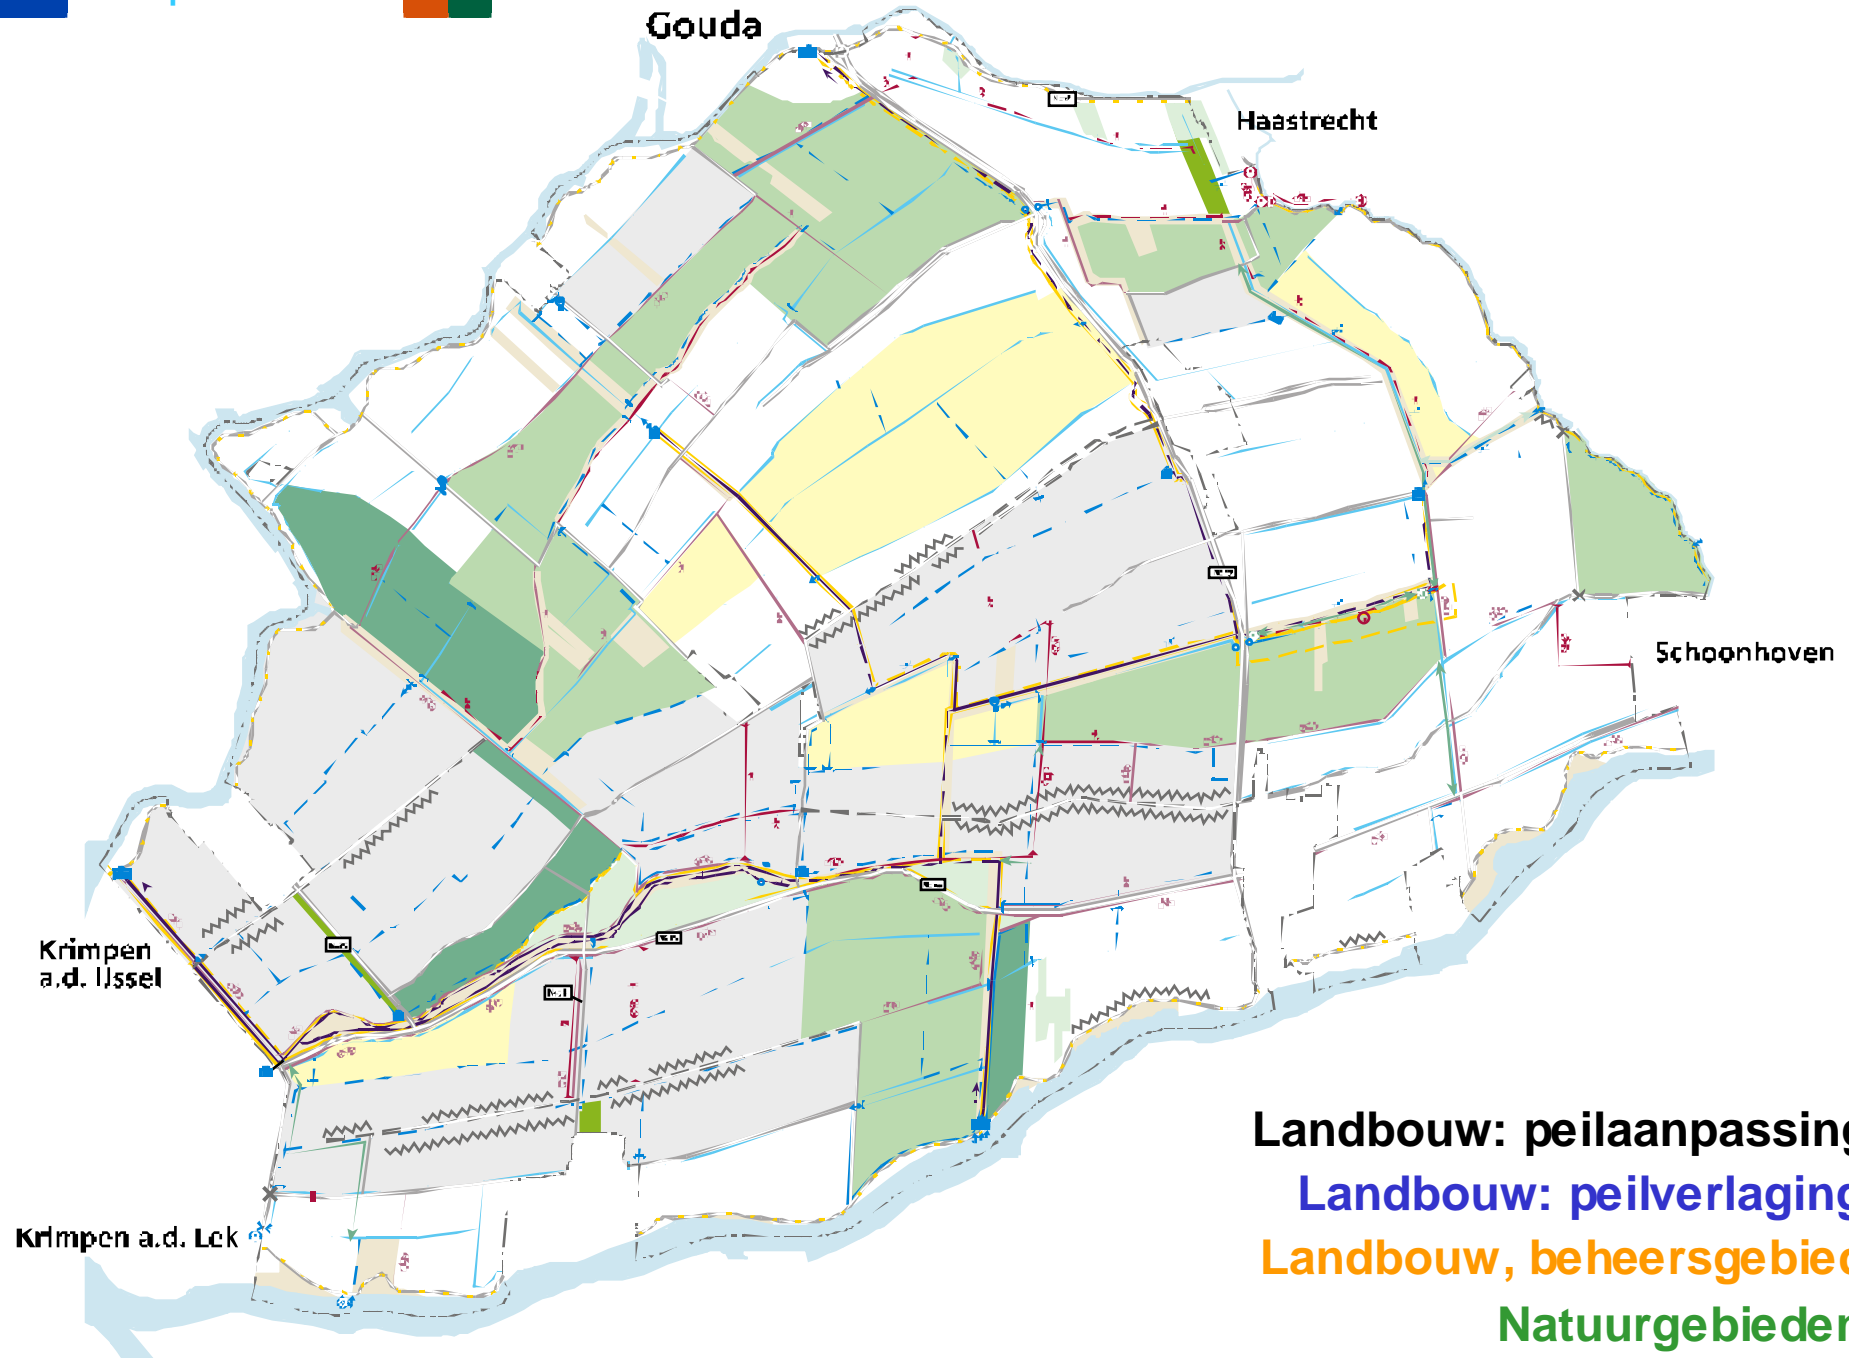 Gouda
Haastrecht
Schoonhoven
Krimpen
a.d. IJssel
Krimpen a.d. Lek
Landbouw: peilaanpassing
Landbouw: peilverlaging
Landbouw, beheersgebied
Natuurgebieden